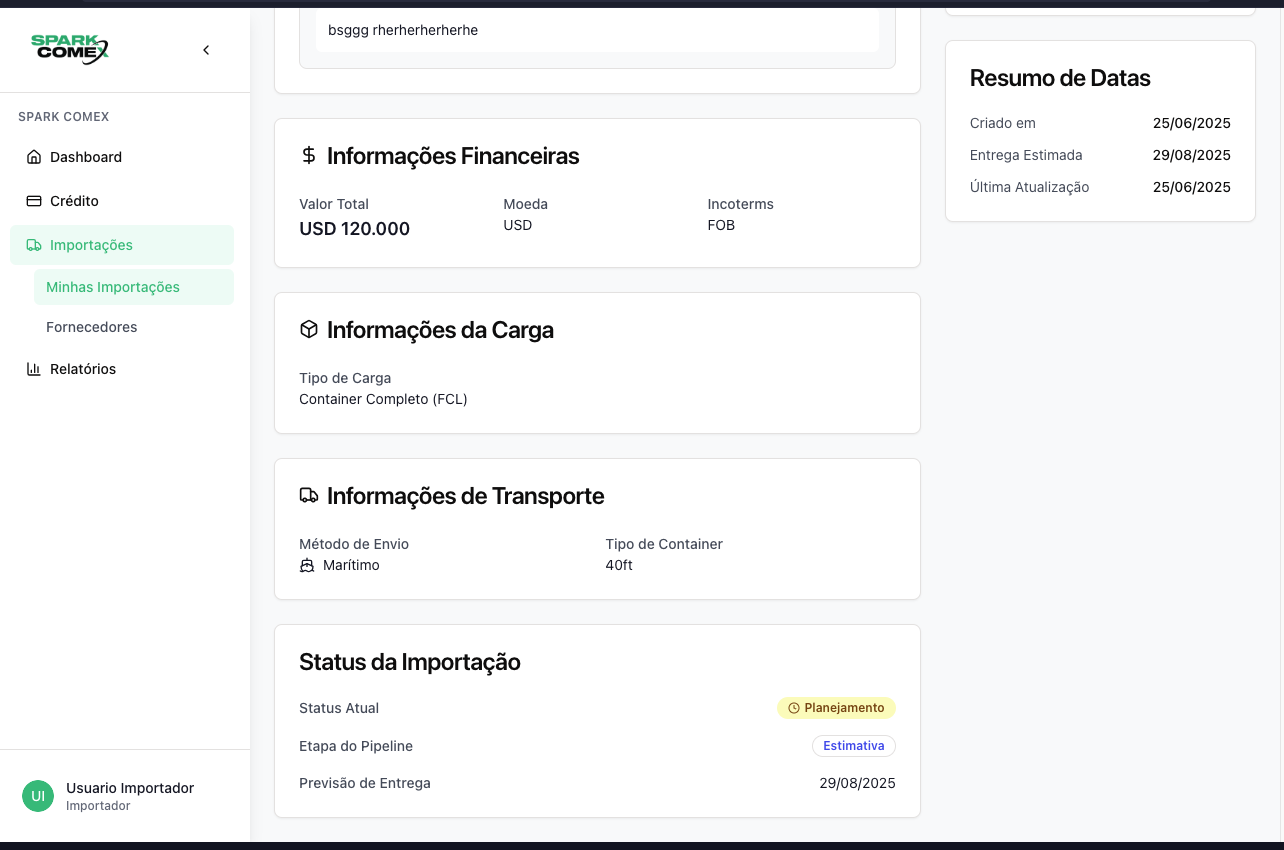 SPARK
COMEX
SPARK COMEX
Dashboard
Crédito
Importações
Minhas Importações
Fornecedores
Relatórios
UI
Usuario Importador
Importador
bsggg rherherherherhe
Informações Financeiras
Valor Total
Moeda
Incoterms
USD 120.000
USD
FOB
Informações da Carga
Tipo de Carga
Container Completo (FCL)
Informações de Transporte
Método de Envio
Tipo de Container
Marítimo
40ft
Status da Importação
Status Atual
Planejamento
Etapa do Pipeline
Estimativa
Previsão de Entrega
29/08/2025
Resumo de Datas
Criado em
25/06/2025
Entrega Estimada
29/08/2025
Última Atualização
25/06/2025